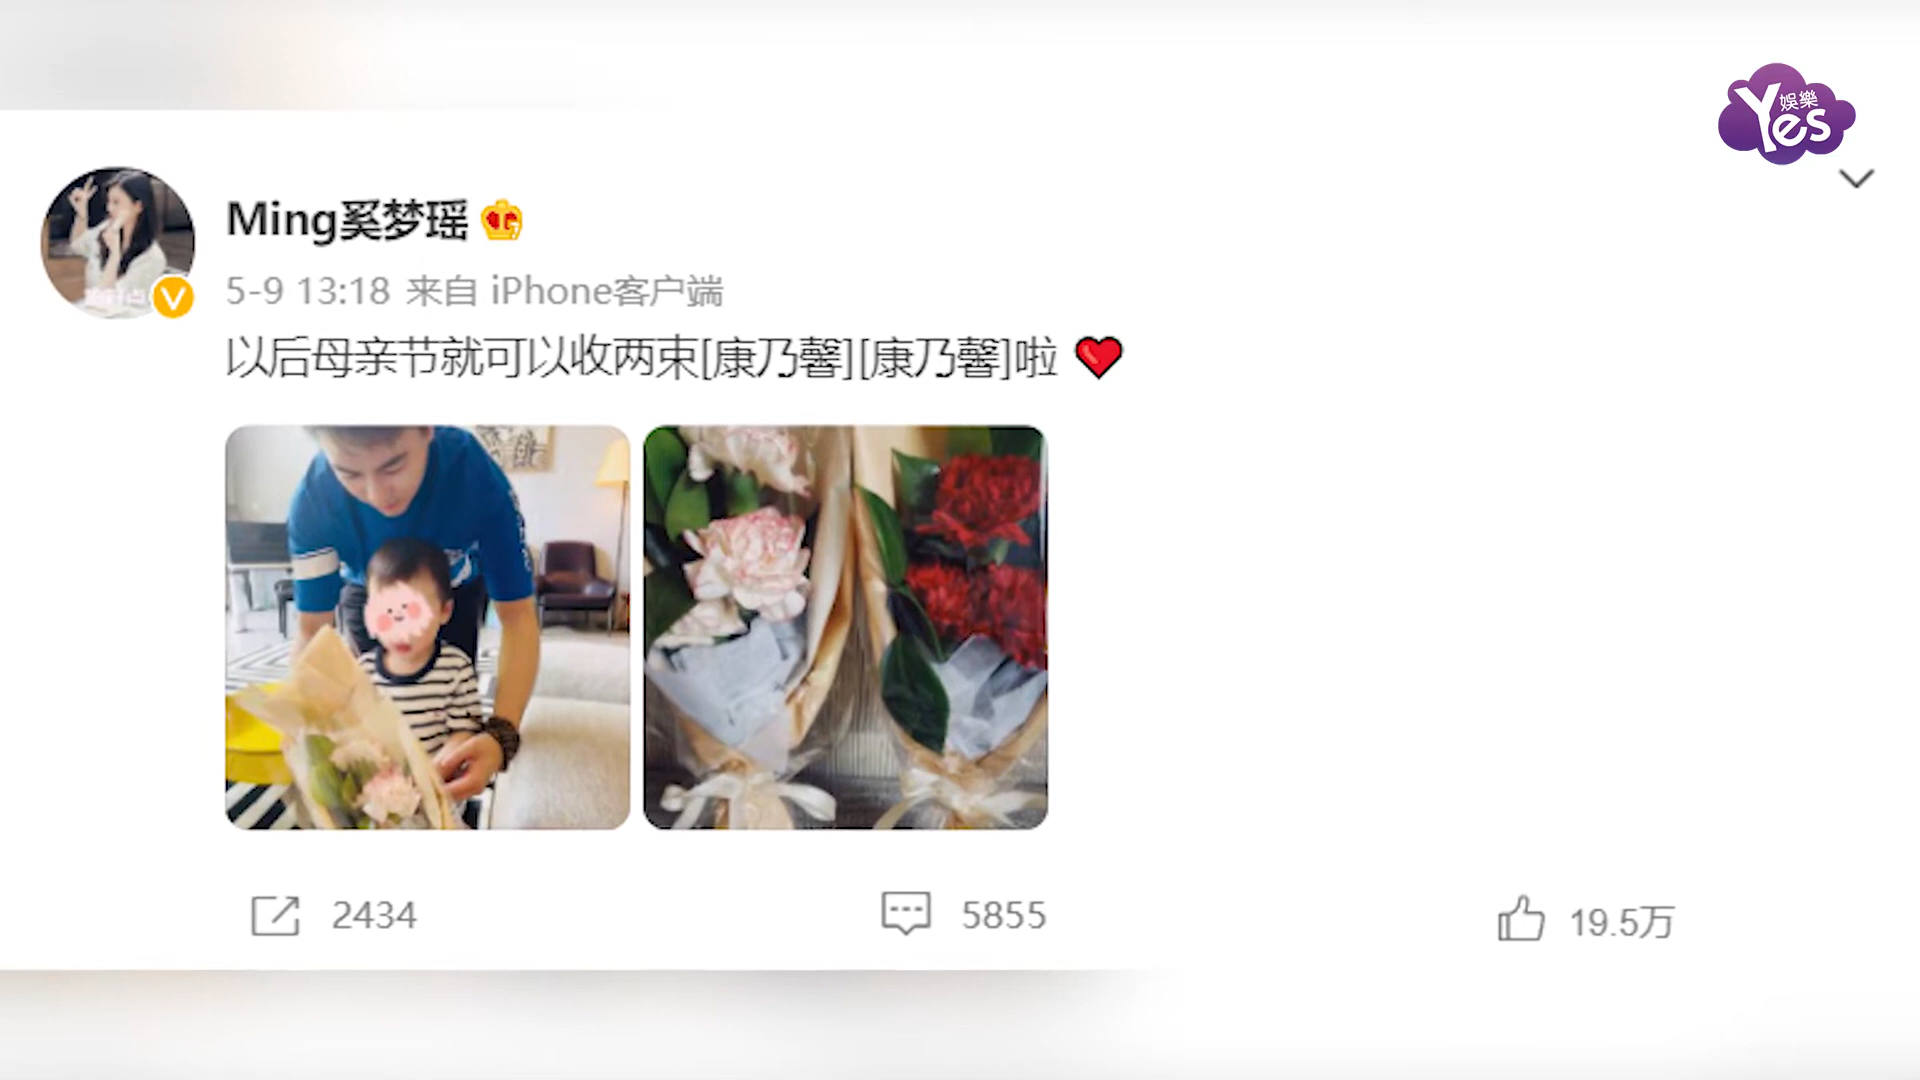 娛樂
Yes
Ming奚梦瑶
5-9 13:18 来自 iPhone客户端
以后母亲节就可以收两束[康乃馨][康乃馨]啦
2434
5855
19.5万